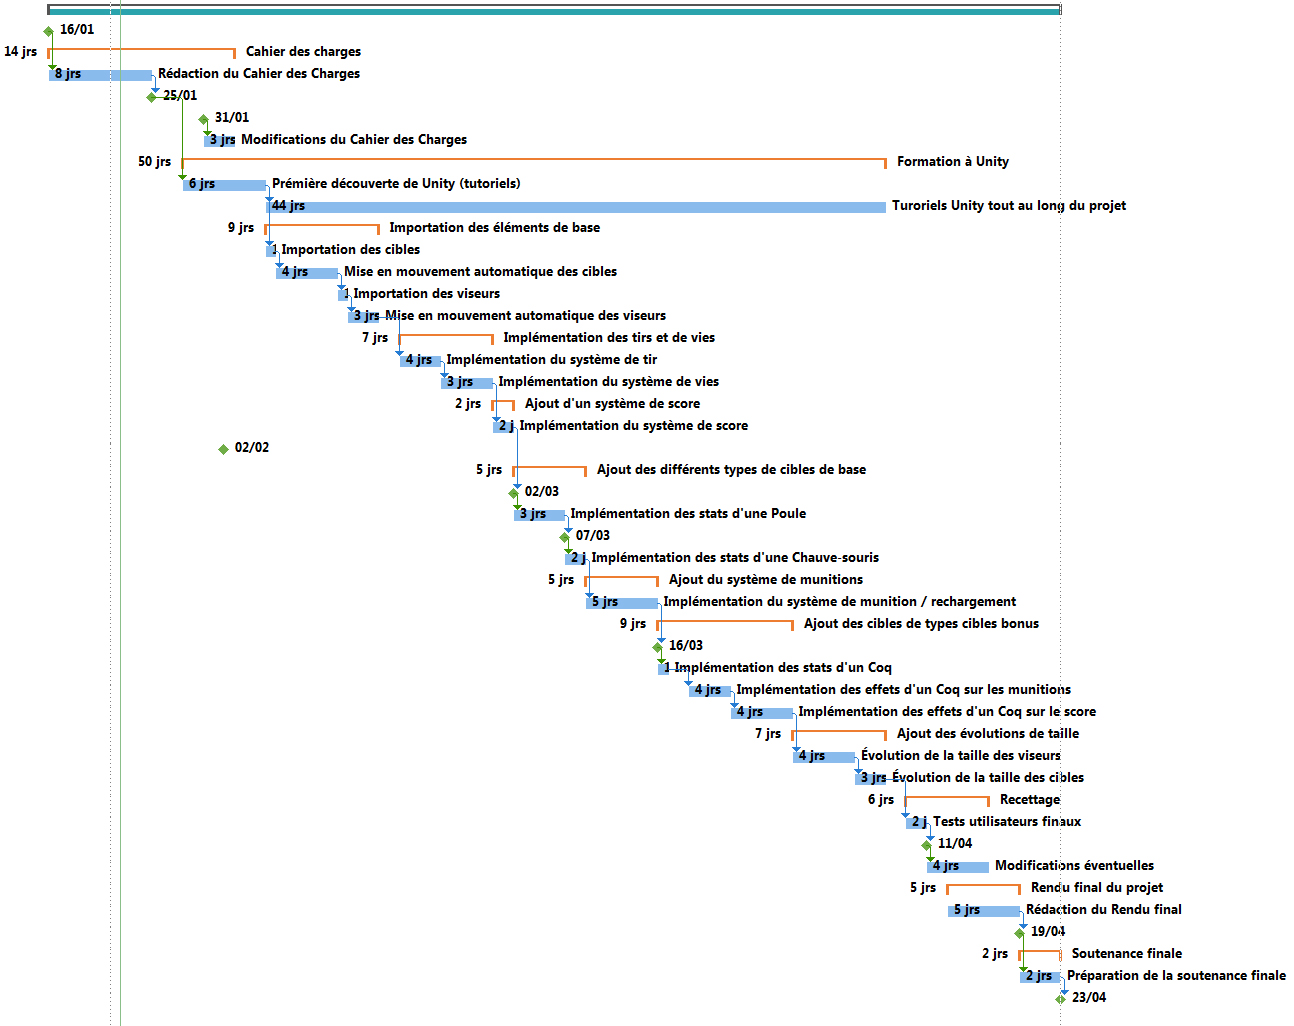 16/01
14 jrs Cahier des charges
8 jrs Rédaction du Cahier des Charges
25/01
31/01
3 jrs Modifications du Cahier des Charges
50 jrs Formation à Unity
6 jrs Prémière découverte de Unity (tutoriels)
44 jrs Turoriels Unity tout au long du projet
9 jrs Importation des éléments de base
1 Importation des cibles
4 jrs Mise en mouvement automatique des cibles
1 Importation des viseurs
3 jrs Mise en mouvement automatique des viseurs
7 jrs Implémentation des tirs et de vies
4 jrs Implémentation du système de tir
3 jrs Implémentation du système de vies
2 jrs Ajout d'un système de score
2 j Implémentation du système de score
02/02
5 jrs Ajout des différents types de cibles de base
02/03
3 jrs Implémentation des stats d'une Poule
07/03
2 j Implémentation des stats d'une Chauve-souris
5 jrs Ajout du système de munitions
5 jrs Implémentation du système de munition / rechargement
9 jrs Ajout des cibles de types cibles bonus
16/03
1 Implémentation des stats d'un Coq
4 jrs Implémentation des effets d'un Coq sur les munitions
4 jrs Implémentation des effets d'un Coq sur le score
7 jrs Ajout des évolutions de taille
4 jrs Évolution de la taille des viseurs
3 jrs Évolution de la taille des cibles
6 jrs Recettage
2 j Tests utilisateurs finaux
11/04
4 jrs Modifications éventuelles
5 jrs Rendu final du projet
5 jrs Rédaction du Rendu final
19/04
2 jrs Soutenance finale
2 jrs Préparation de la soutenance finale
23/04